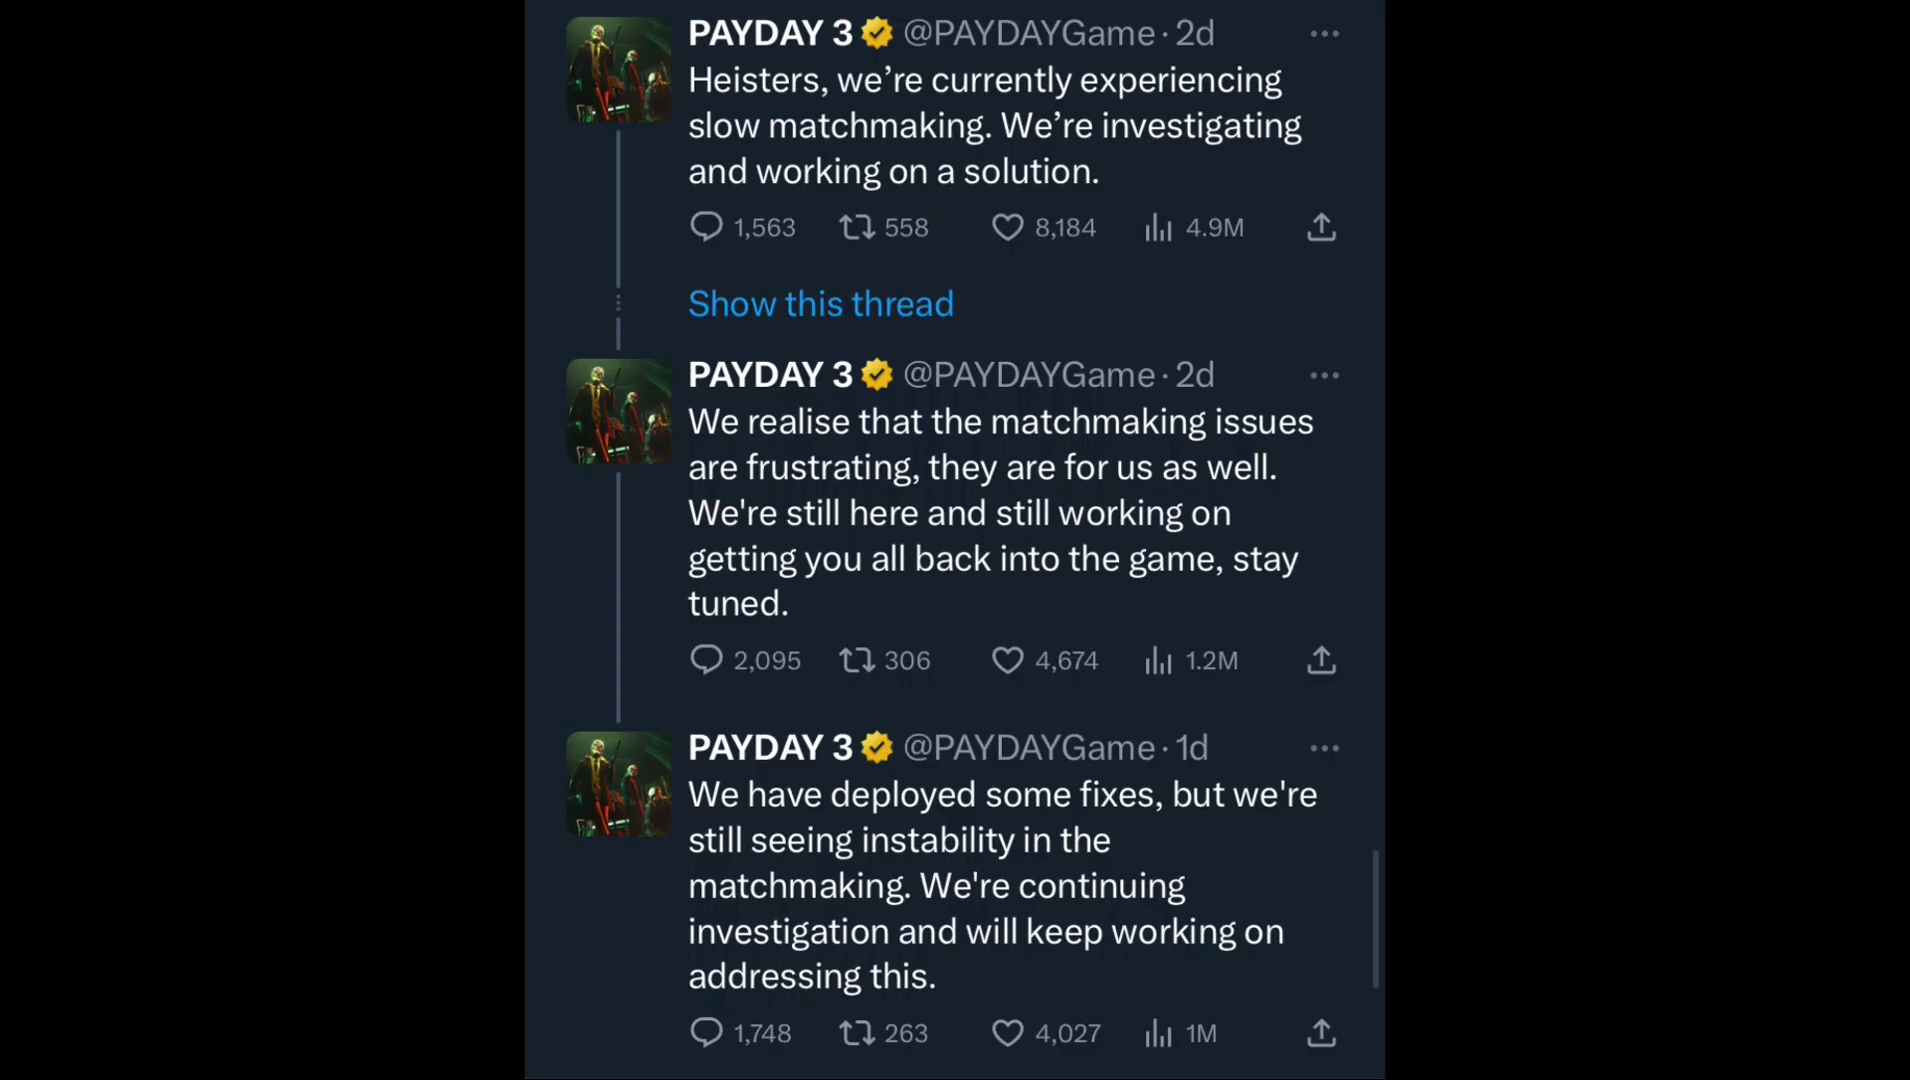 PAYDAY 3 @PAYDAYGame · 2d
Heisters, we’re currently experiencing
slow matchmaking. We’re investigating
and working on a solution.
1,563 558 8,184 4.9M
Show this thread
PAYDAY 3 @PAYDAYGame · 2d
We realise that the matchmaking issues
are frustrating, they are for us as well.
We're still here and still working on
getting you all back into the game, stay
tuned.
2,095 306 4,674 1.2M
PAYDAY 3 @PAYDAYGame · 1d
We have deployed some fixes, but we're
still seeing instability in the
matchmaking. We're continuing
investigation and will keep working on
addressing this.
1,748 263 4,027 1M